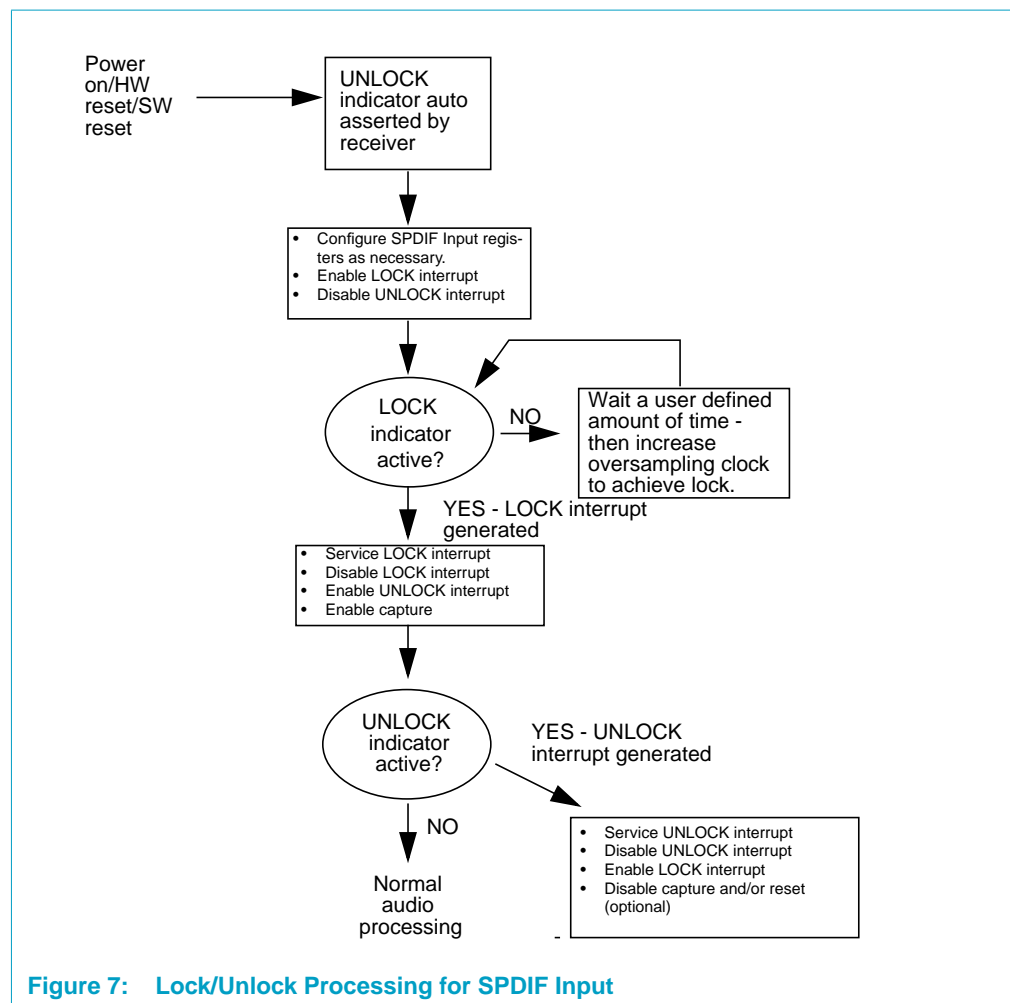 Power
on/HW
reset/SW
reset
UNLOCK
indicator auto
asserted by
receiver
• Configure SPDIF Input regis-
ters as necessary.
• Enable LOCK interrupt
• Disable UNLOCK interrupt
LOCK
indicator
active?
NO
Wait a user defined
amount of time -
then increase
oversampling clock
to achieve lock.
YES - LOCK interrupt
generated
• Service LOCK interrupt
• Disable LOCK interrupt
• Enable UNLOCK interrupt
• Enable capture
UNLOCK
indicator
active?
YES - UNLOCK
interrupt generated
NO
• Service UNLOCK interrupt
• Disable UNLOCK interrupt
• Enable LOCK interrupt
• Disable capture and/or reset
(optional)
Normal
audio
processing
Figure 7: Lock/Unlock Processing for SPDIF Input